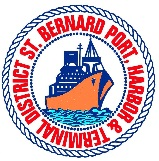 ST. BERNARD PORT, HARBOR & TERMINAL DISTRICT